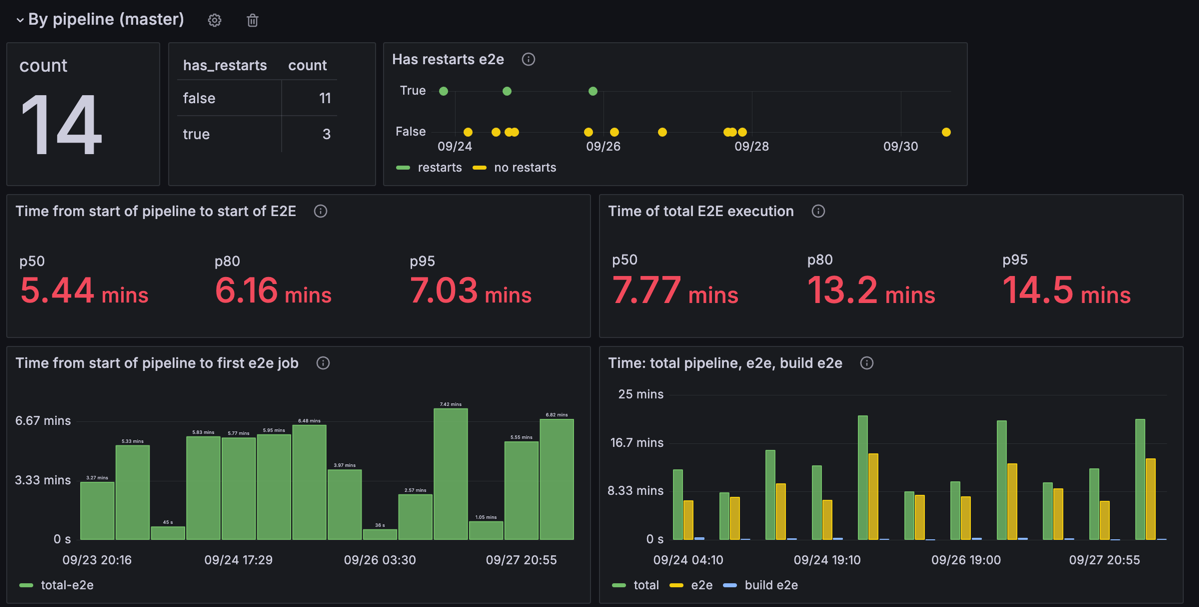 By pipeline (master)
count
14
has_restarts count
false 11
true 3
Has restarts e2e
True
False
09/24 09/26 09/28 09/30
restarts no restarts
Time from start of pipeline to start of E2E
p50 p80 p95
5.44 mins 6.16 mins 7.03 mins
Time of total E2E execution
p50 p80 p95
7.77 mins 13.2 mins 14.5 mins
Time from start of pipeline to first e2e job
6.67 mins
3.33 mins
0 s
3.27 mins 5.33 mins 45 s 5.83 mins 5.77 mins 5.95 mins 6.48 mins 3.97 mins 36 s 2.57 mins 7.42 mins 1.05 mins 5.55 mins 6.82 mins
09/23 20:16 09/24 17:29 09/26 03:30 09/27 20:55
total-e2e
Time: total pipeline, e2e, build e2e
25 mins
16.7 mins
8.33 mins
0 s
09/24 04:10 09/24 19:10 09/26 19:00 09/27 20:55
total e2e build e2e